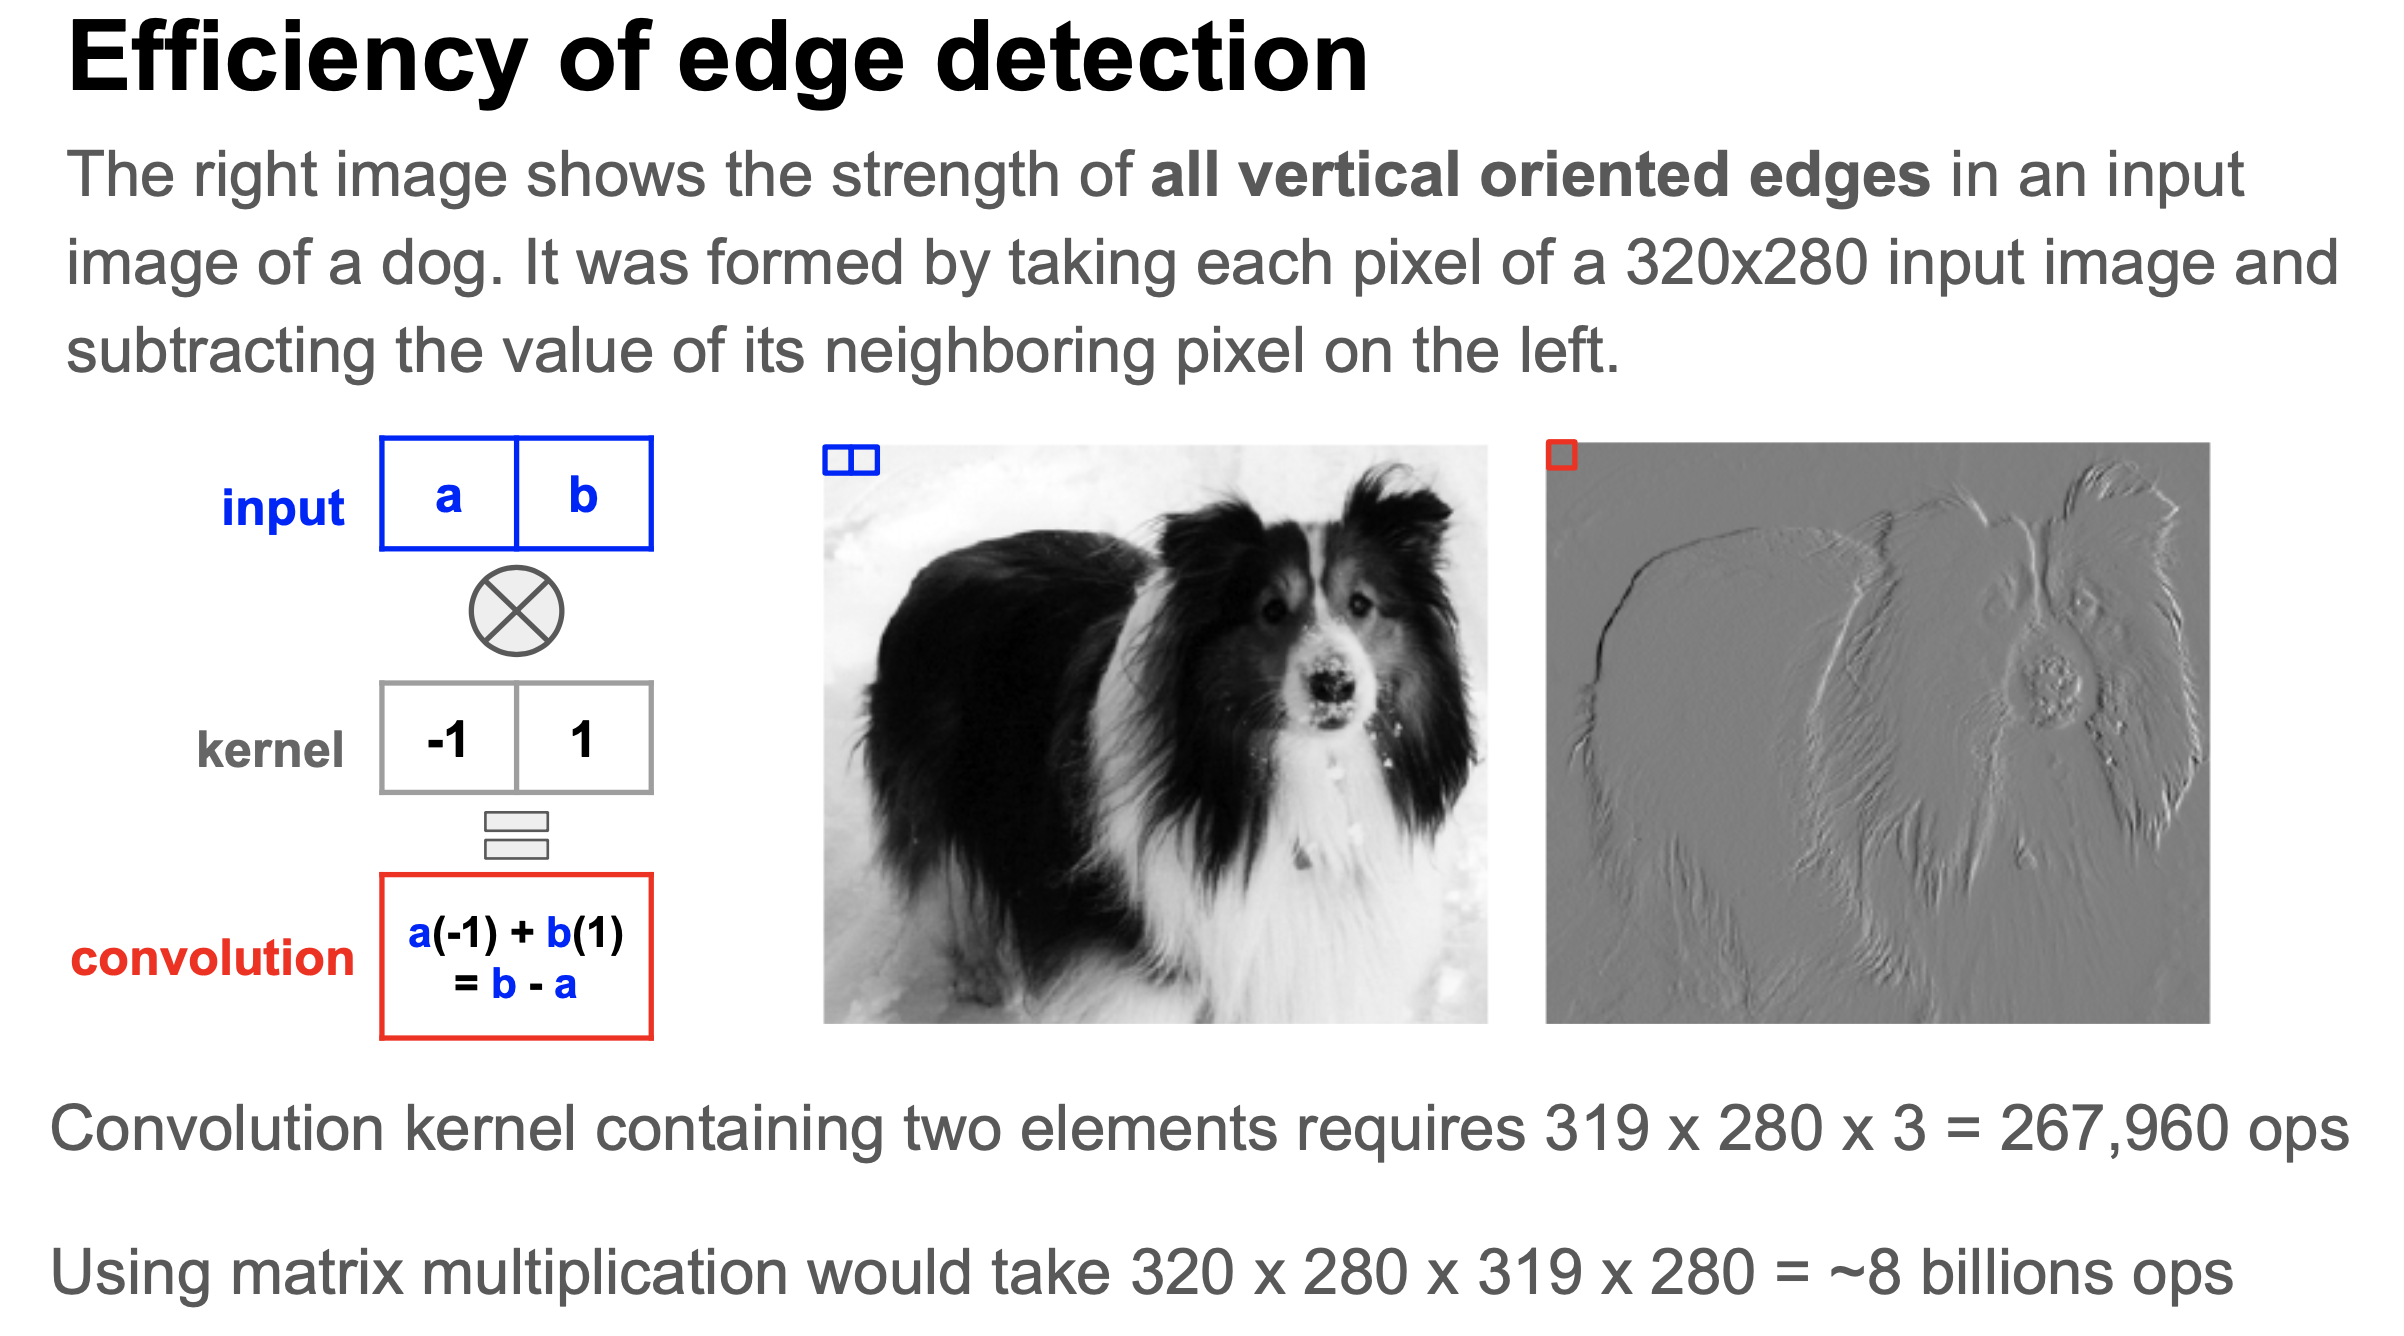 Efficiency of edge detection
The right image shows the strength of all vertical oriented edges in an input
image of a dog. It was formed by taking each pixel of a 320x280 input image and
subtracting the value of its neighboring pixel on the left.
input
a b
kernel
-1 1
convolution
a(-1) + b(1)
= b - a
Convolution kernel containing two elements requires 319 x 280 x 3 = 267,960 ops
Using matrix multiplication would take 320 x 280 x 319 x 280 = ~8 billions ops